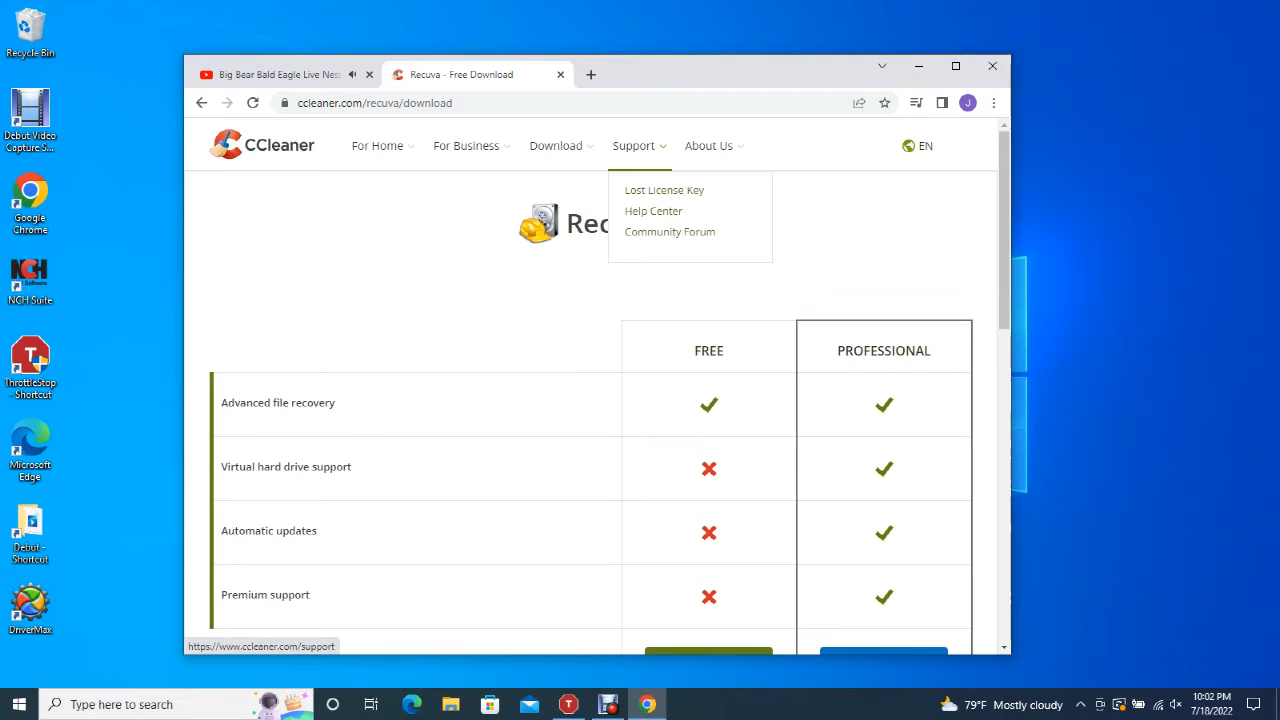 Recycle Bin
Debut Video
Capture S...
Google
Chrome
NCH Suite
ThrottleStop
- Shortcut
Microsoft
Edge
Debut -
Shortcut
DriverMax
Big Bear Bald Eagle Live Nes
Recuva - Free Download
ccleaner.com/recuva/download
J
CCleaner
For Home
For Business
Download
Support
About Us
EN
Lost License Key
Help Center
Community Forum
Rec
FREE
PROFESSIONAL
Advanced file recovery
Virtual hard drive support
Automatic updates
Premium support
https://www.ccleaner.com/support
Type here to search
79°F Mostly cloudy
10:02 PM
7/18/2022